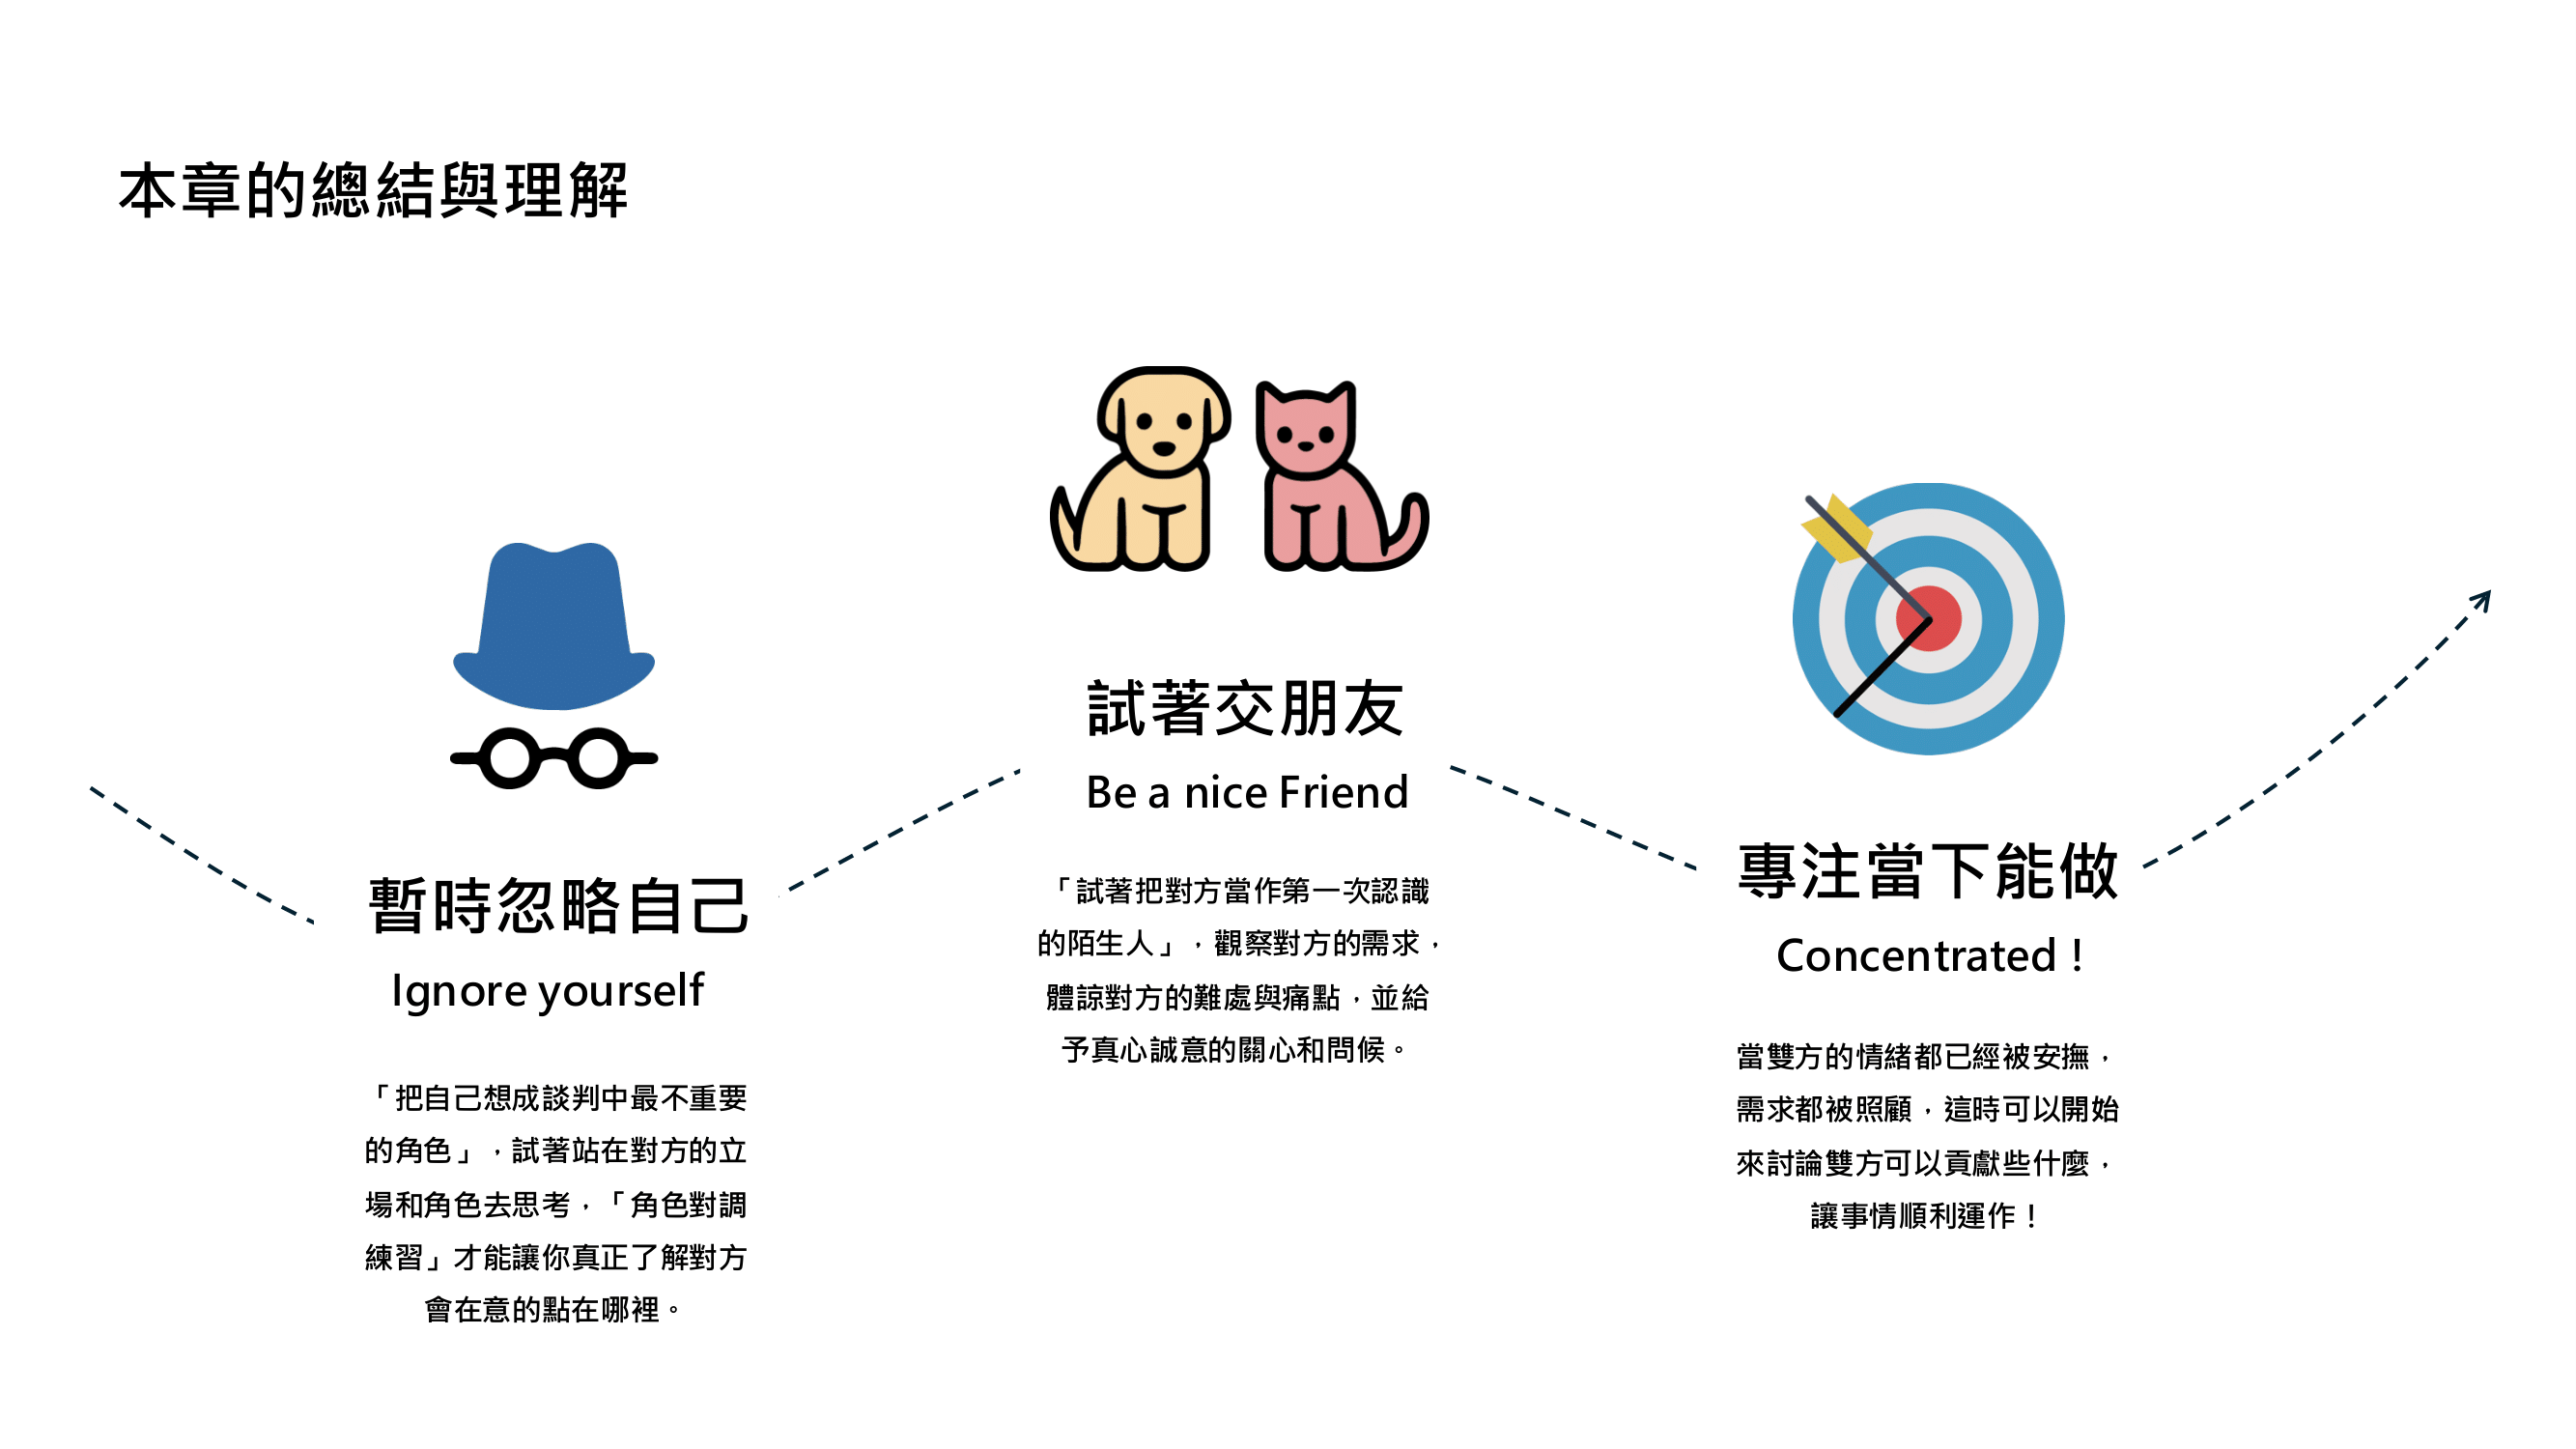 本章的總結與理解
暫時忽略自己
Ignore yourself
「把自己想成談判中最不重要
的角色」，試著站在對方的立
場和角色去思考，「角色對調
練習」才能讓你真正了解對方
會在意的點在哪裡。
試著交朋友
Be a nice Friend
「試著把對方當作第一次認識
的陌生人」，觀察對方的需求，
體諒對方的難處與痛點，並給
予真心誠意的關心和問候。
專注當下能做
Concentrated！
當雙方的情緒都已經被安撫，
需求都被照顧，這時可以開始
來討論雙方可以貢獻些什麼，
讓事情順利運作！